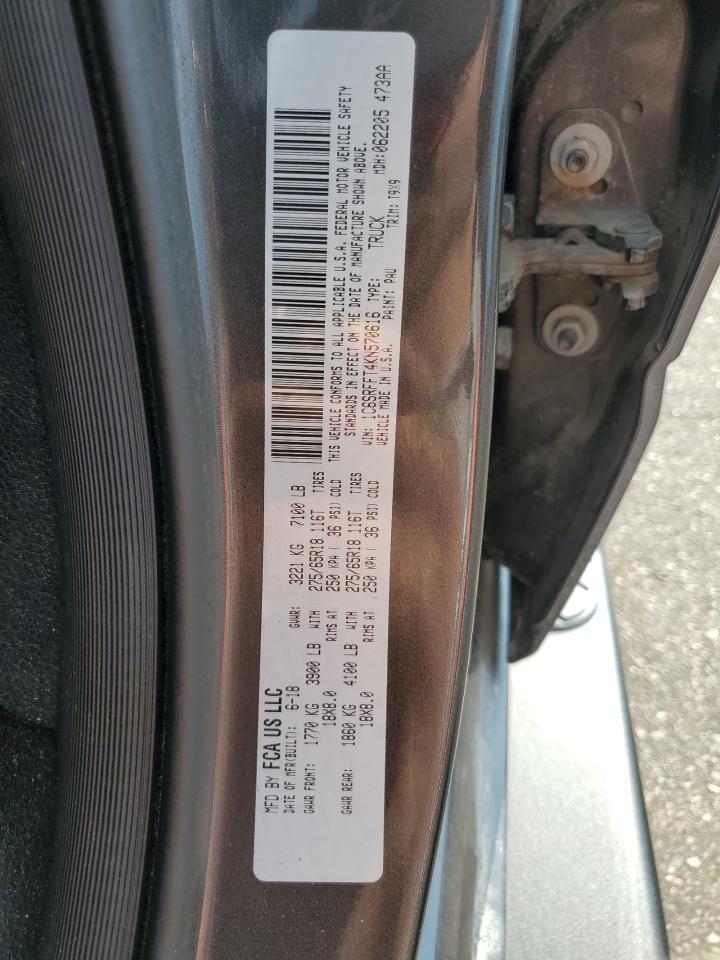 MFD BY FCA US LLC
DATE OF MFR(BUILT): 6-18 GVWR: 3221 KG 7100 LB
GAWR FRONT: 1770 KG 3900 LB WITH 275/65R18 116T TIRES
18X8.0 RIMS AT 250 KPA ( 36 PSI) COLD
GAWR REAR: 1860 KG 4100 LB WITH 275/65R18 116T TIRES
18X8.0 RIMS AT 250 KPA ( 36 PSI) COLD
THIS VEHICLE CONFORMS TO ALL APPLICABLE U.S.A. FEDERAL MOTOR VEHICLE SAFETY
STANDARDS IN EFFECT ON THE DATE OF MANUFACTURE SHOWN ABOVE.
VIN: 1C6SRFFT4KN570616 TYPE: TRUCK MDH:062205 473AA
VEHICLE MADE IN U.S.A. PAINT: PAU TRIM: T9X9